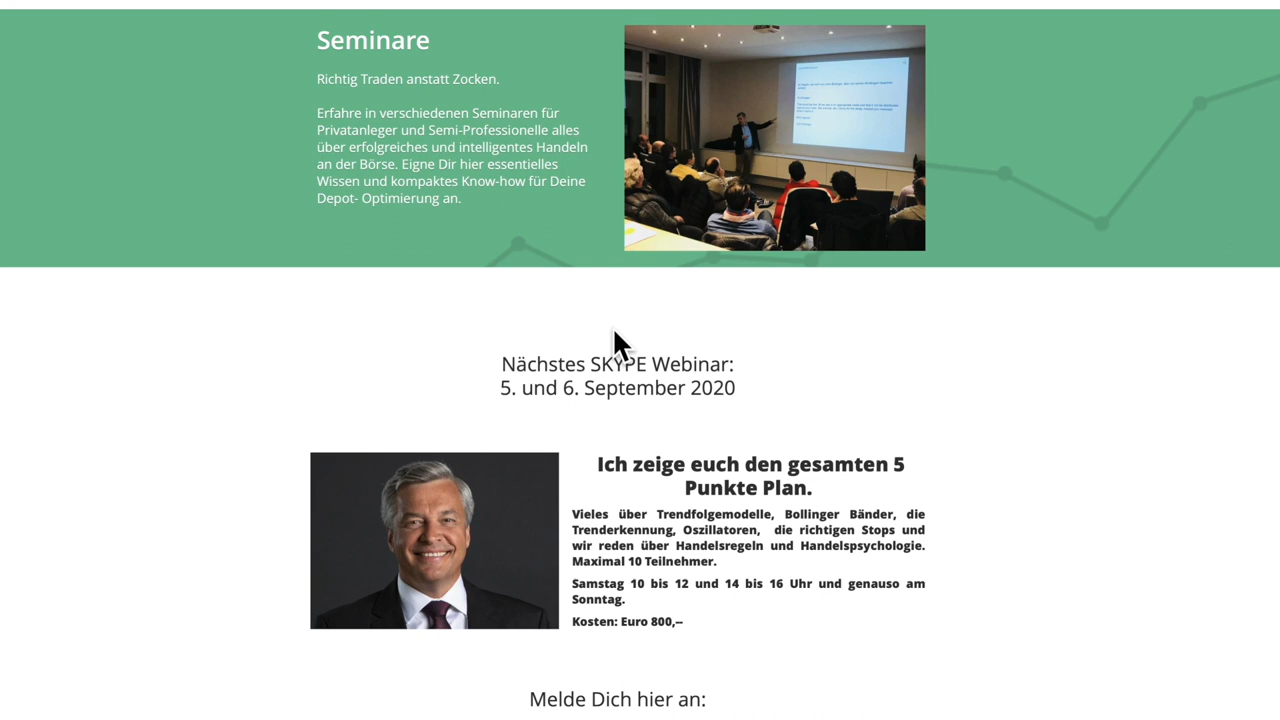 Seminare
Richtig Traden anstatt Zocken.
Erfahre in verschiedenen Seminaren für
Privatanleger und Semi-Professionelle alles
über erfolgreiches und intelligentes Handeln
an der Börse. Eigne Dir hier essentielles
Wissen und kompaktes Know-how für Deine
Depot- Optimierung an.
Nächstes SKYPE Webinar:
5. und 6. September 2020
Ich zeige euch den gesamten 5
Punkte Plan.
Vieles über Trendfolgemodelle, Bollinger Bänder, die
Trenderkennung, Oszillatoren, die richtigen Stops und
wir reden über Handelsregeln und Handelspsychologie.
Maximal 10 Teilnehmer.
Samstag 10 bis 12 und 14 bis 16 Uhr und genauso am
Sonntag.
Kosten: Euro 800,--
Melde Dich hier an: